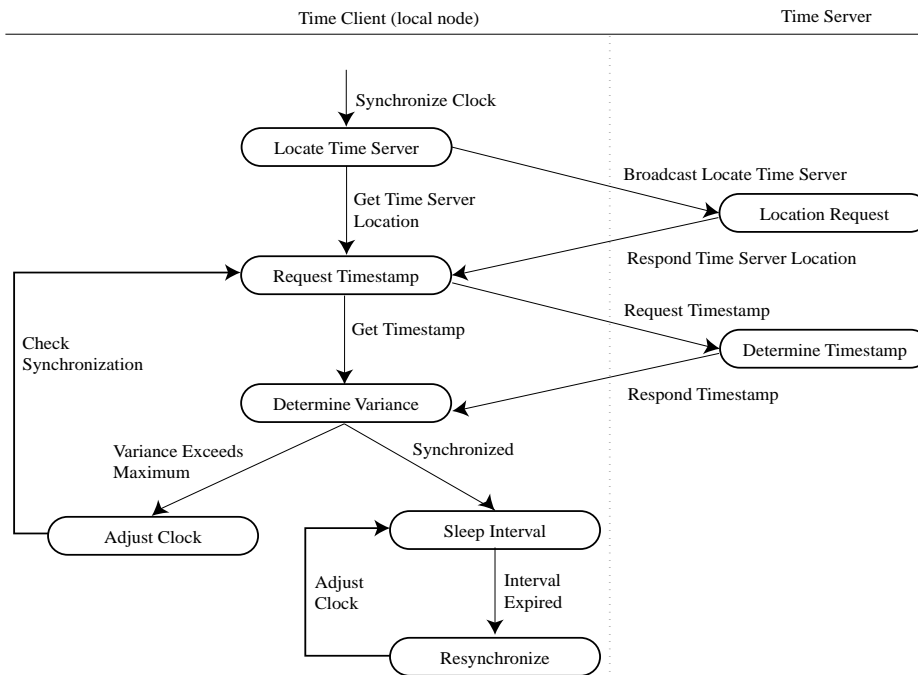 Time Client (local node)
Time Server
Synchronize Clock
Locate Time Server
Broadcast Locate Time Server
Get Time Server
Location
Location Request
Respond Time Server Location
Request Timestamp
Request Timestamp
Get Timestamp
Check
Synchronization
Determine Timestamp
Respond Timestamp
Determine Variance
Variance Exceeds
Maximum
Synchronized
Adjust Clock
Sleep Interval
Adjust
Clock
Interval
Expired
Resynchronize